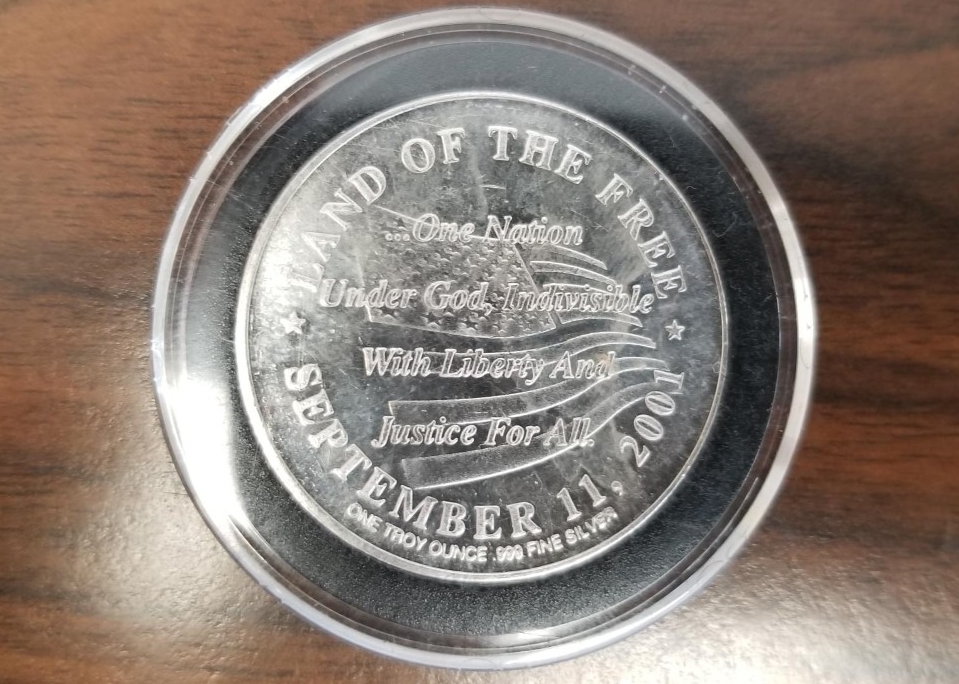 LAND OF THE FREE
...One Nation
Under God, Indivisible
With Liberty And
Justice For All.
SEPTEMBER 11, 2001
ONE TROY OUNCE .999 FINE SILVER